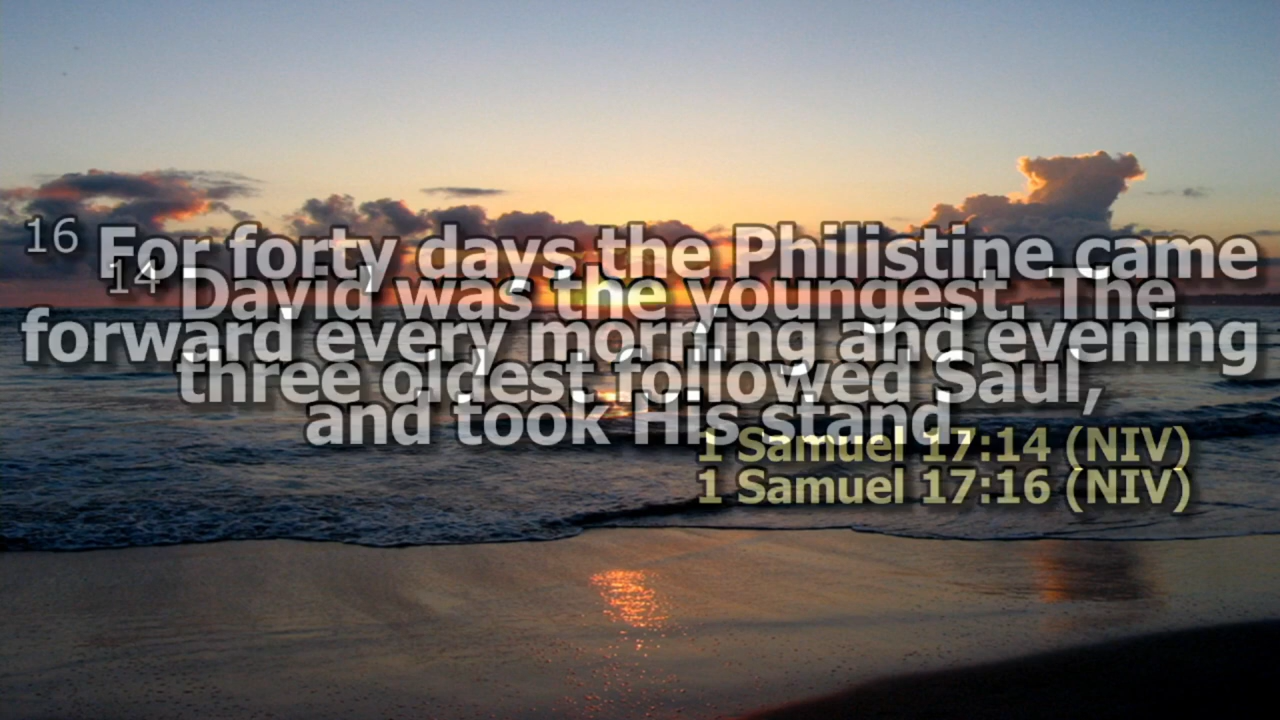 16 For forty days the Philistine came
14 David was the youngest. The
forward every morning and evening
three oldest followed Saul,
and took His stand.
1 Samuel 17:14 (NIV)
1 Samuel 17:16 (NIV)